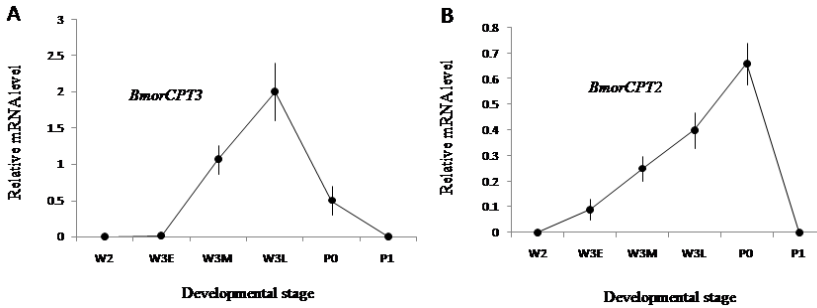 A
3
2.5
2
1.5
1
0.5
0
Relative mRNA level
BmorCPT3
W2 W3E W3M W3L P0 P1
Developmental stage
B
0.8
0.7
0.6
0.5
0.4
0.3
0.2
0.1
0
Relative mRNA level
BmorCPT2
W2 W3E W3M W3L P0 P1
Developmental stage